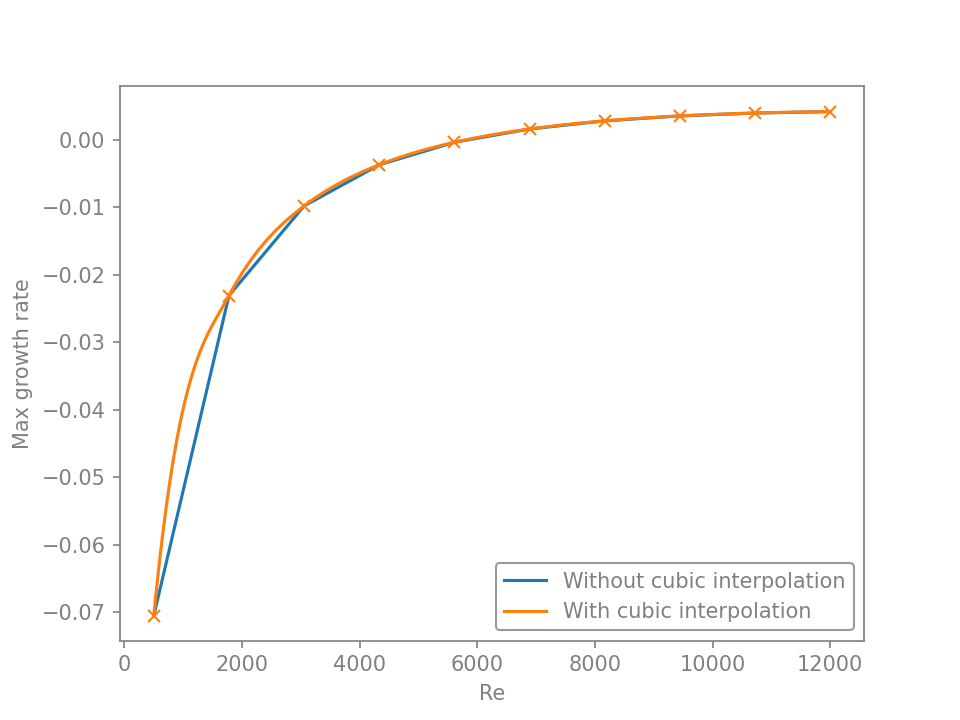 0.00
−0.01
−0.02
−0.03
−0.04
−0.05
−0.06
−0.07
Max growth rate
Without cubic interpolation
With cubic interpolation
0 2000 4000 6000 8000 10000 12000
Re